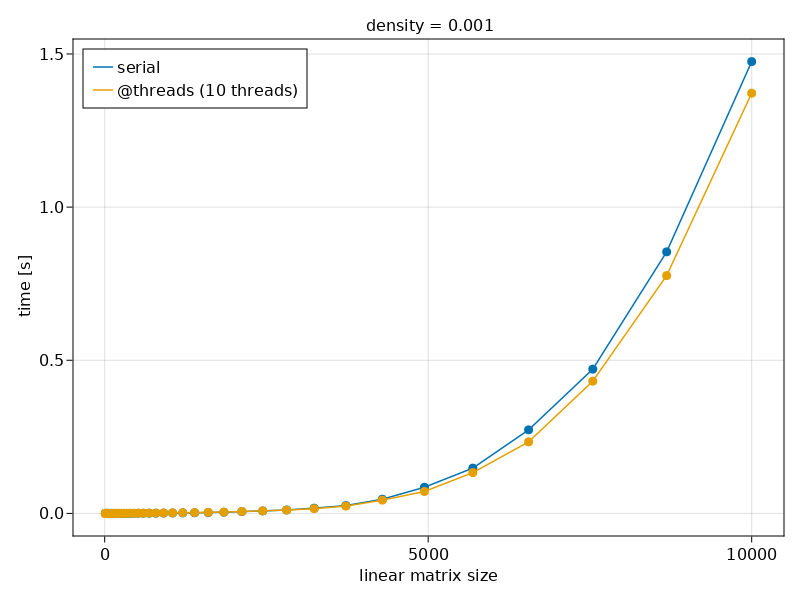 density = 0.001
serial
@threads (10 threads)
1.5
1.0
0.5
0.0
time [s]
0
5000
10000
linear matrix size